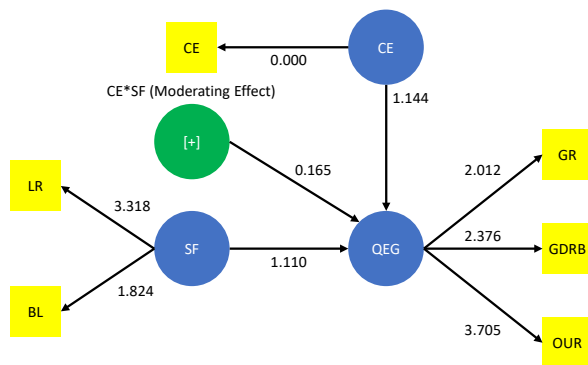 CE
CE
0.000
CE*SF (Moderating Effect)
1.144
[+]
GR
2.012
0.165
LR
3.318
SF
QEG
2.376
GDRB
1.110
1.824
BL
3.705
OUR